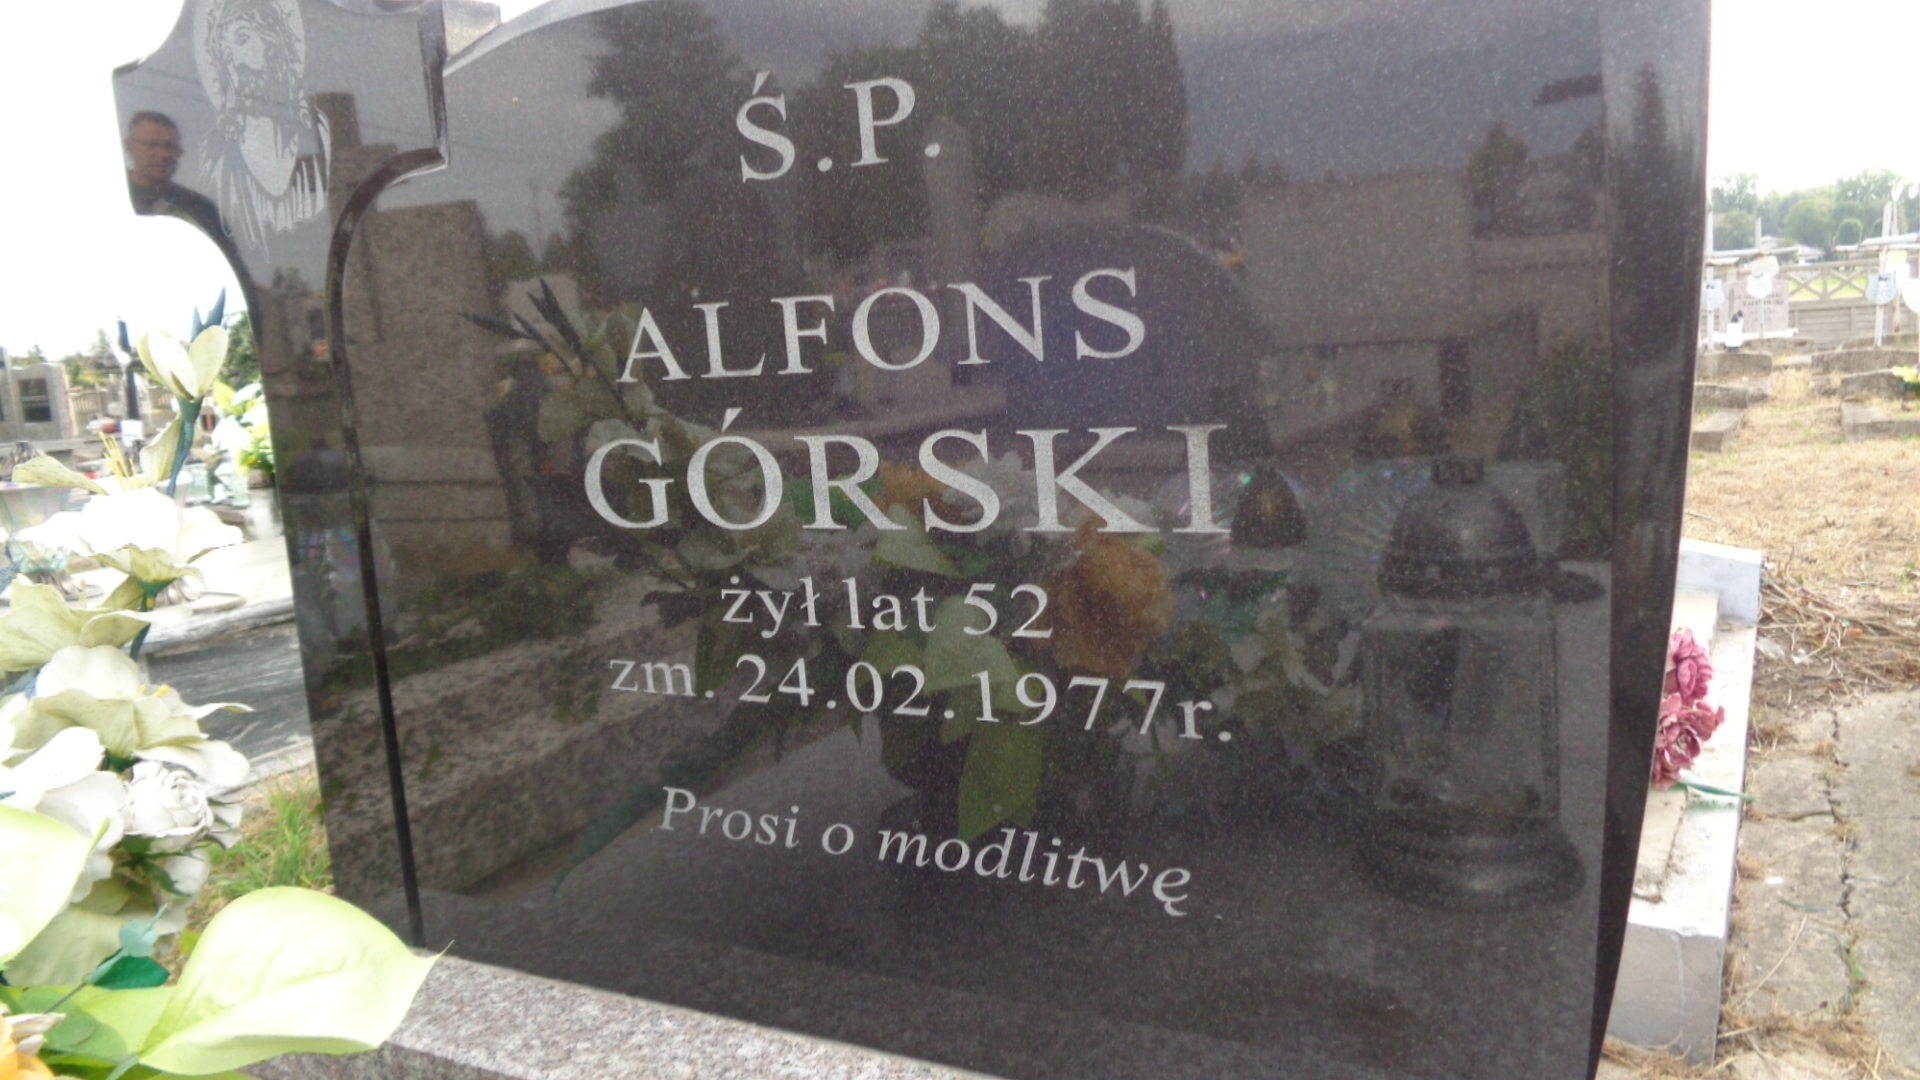 Ś.P.
ALFONS
GÓRSKI
żył lat 52
zm. 24.02.1977r.
Prosi o modlitwę